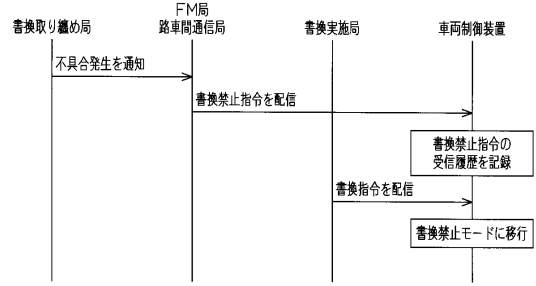 書換取り纏め局
FM局
路車間通信局
書換実施局
車両制御装置
不具合発生を通知
書換禁止指令を配信
書換禁止指令の
受信履歴を記録
書換指令を配信
書換禁止モードに移行